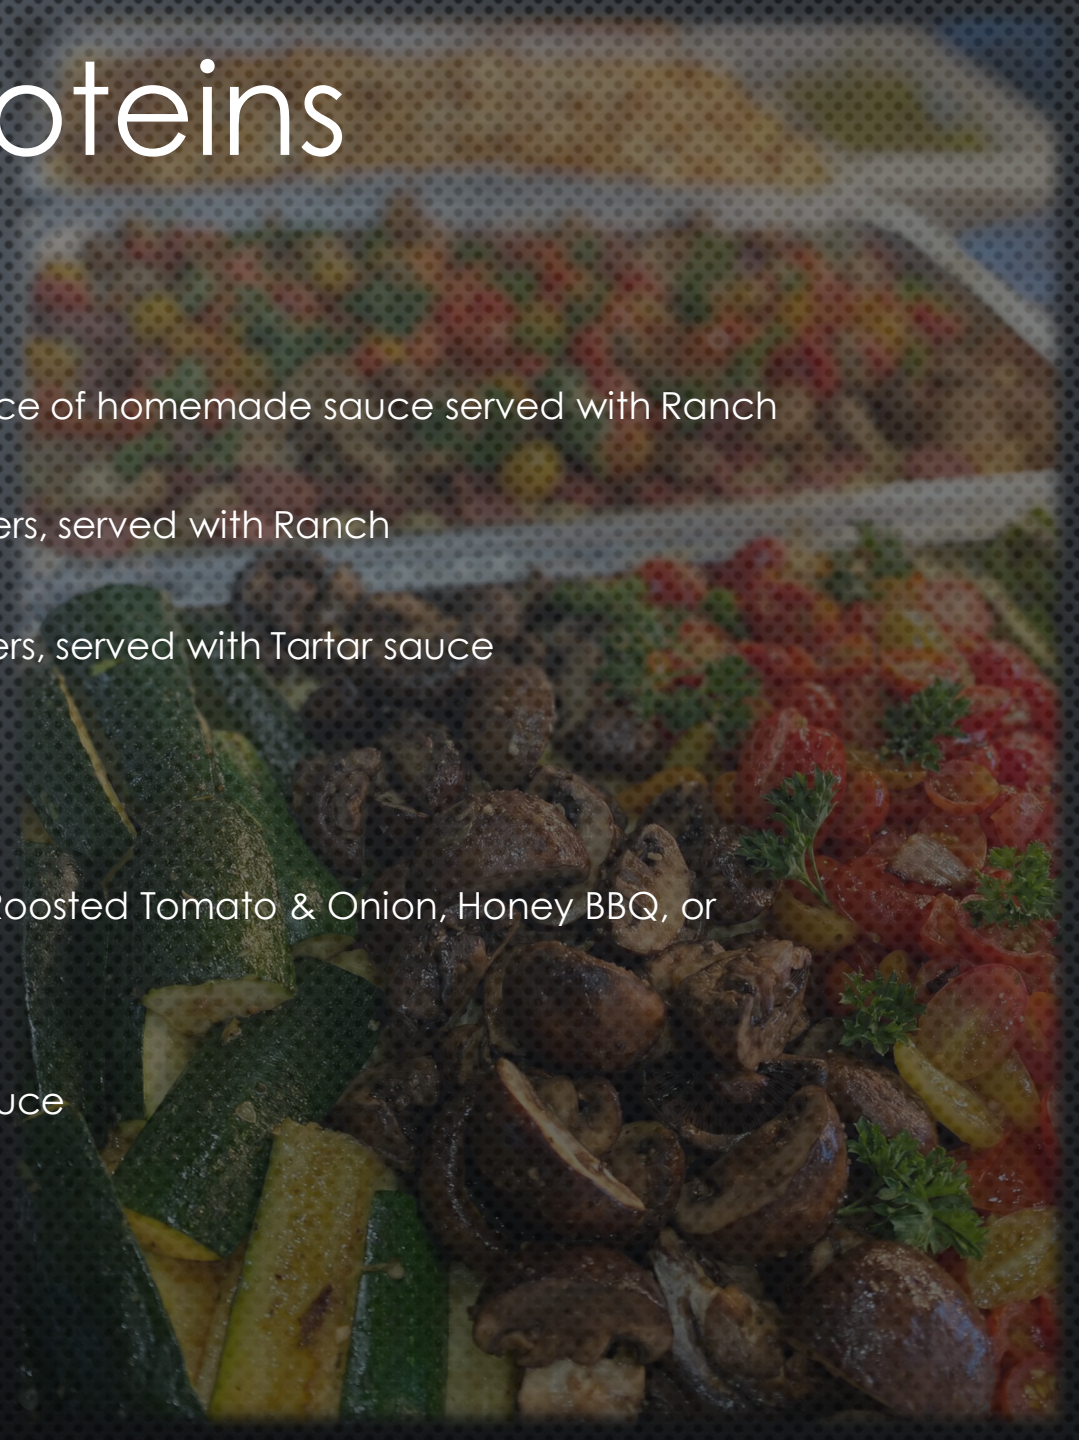 oteins
ce of homemade sauce served with Ranch
ers, served with Ranch
ers, served with Tartar sauce
Roosted Tomato & Onion, Honey BBQ, or
uce